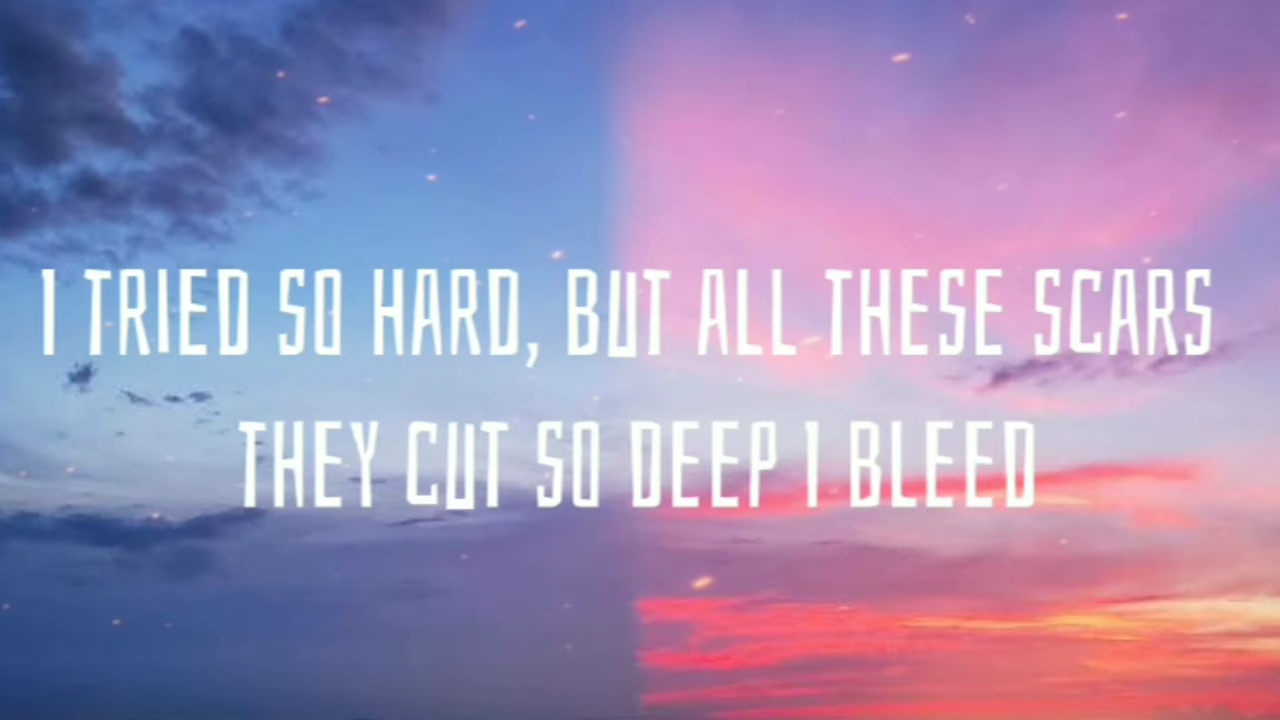 I TRIED SO HARD, BUT ALL THESE SCARS
THEY CUT SO DEEP I BLEED